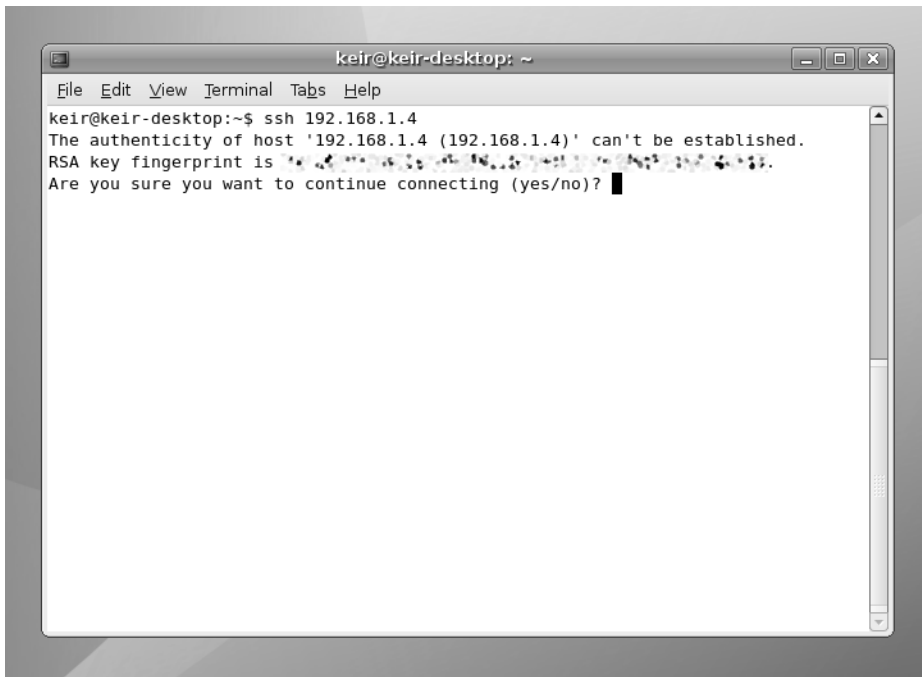 keir@keir-desktop: ~
File Edit View Terminal Tabs Help
keir@keir-desktop:~$ ssh 192.168.1.4
The authenticity of host '192.168.1.4 (192.168.1.4)' can't be established.
RSA key fingerprint is
Are you sure you want to continue connecting (yes/no)?